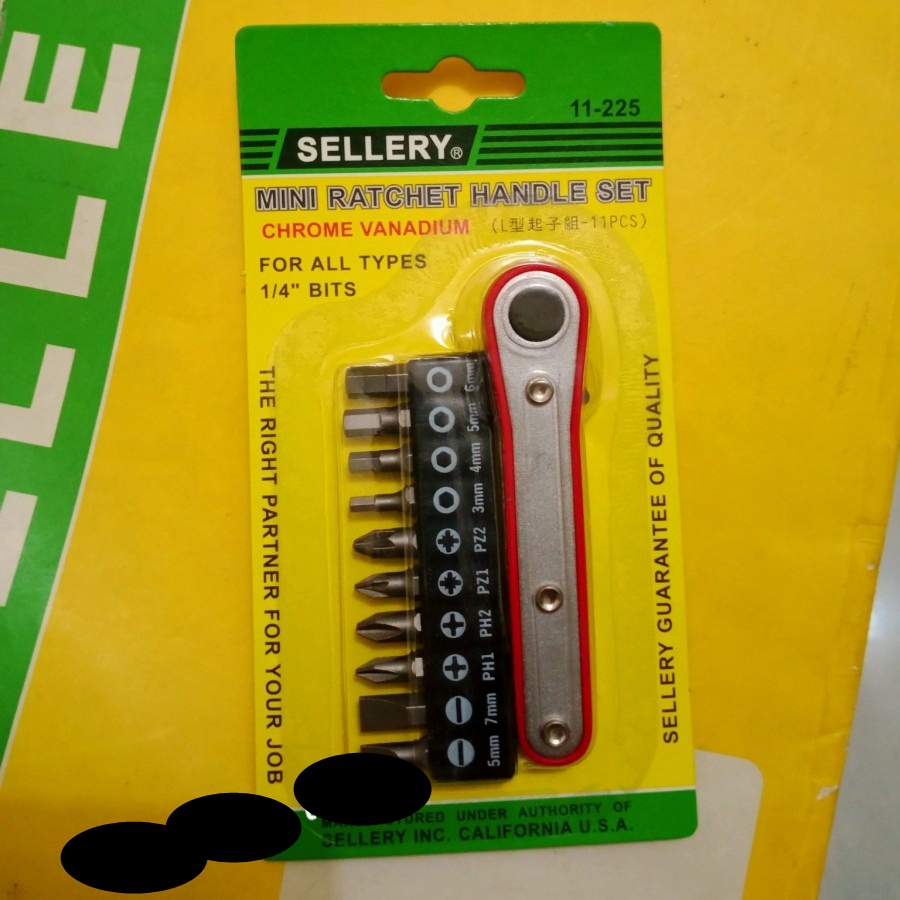 11-225
SELLERY®
MINI RATCHET HANDLE SET
CHROME VANADIUM (L型起子組-11PCS)
FOR ALL TYPES
1/4" BITS
THE RIGHT PARTNER FOR YOUR JOB
6mm
5mm
4mm
3mm
PZ2
PZ1
PH2
PH1
7mm
5mm
SELLERY GUARANTEE OF QUALITY
UNDER AUTHORITY OF
SELLERY INC. CALIFORNIA U.S.A.
ELLE